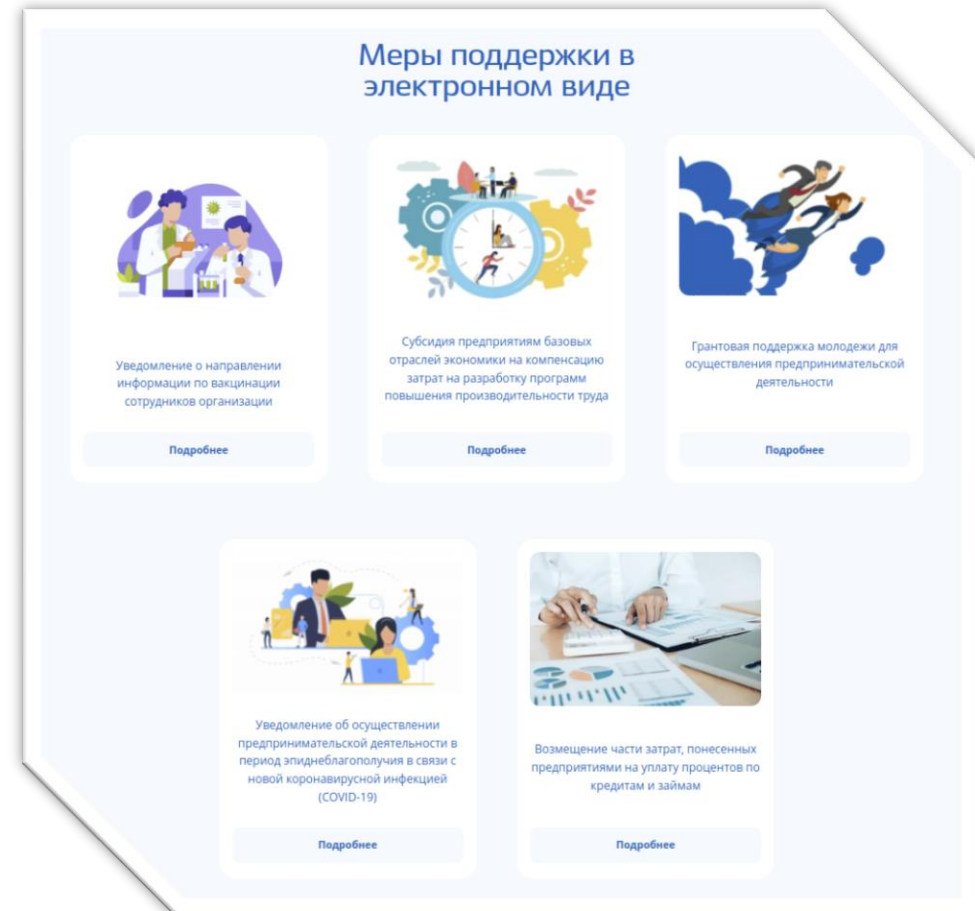 Меры поддержки в
электронном виде
Уведомление о направлении
информации по вакцинации
сотрудников организации
Подробнее
Субсидия предприятиям базовых
отраслей экономики на компенсацию
затрат на разработку программ
повышения производительности труда
Подробнее
Грантовая поддержка молодежи для
осуществления предпринимательской
деятельности
Подробнее
Уведомление об осуществлении
предпринимательской деятельности в
период эпиднеблагополучия в связи с
новой коронавирусной инфекцией
(COVID-19)
Подробнее
Возмещение части затрат, понесенных
предприятиями на уплату процентов по
кредитам и займам
Подробнее